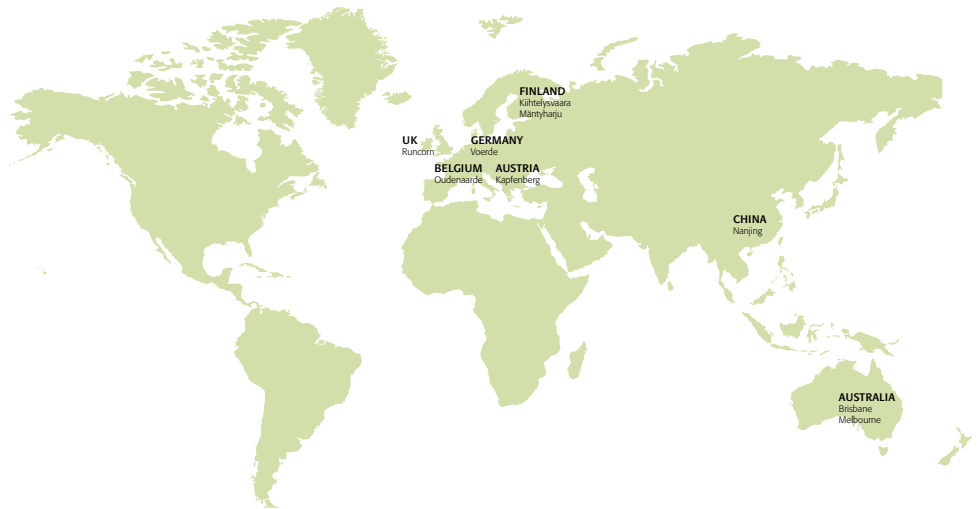 FINLAND
Kiihtelysvaara
Mäntyharju
UK
Runcorn
GERMANY
Voerde
BELGIUM
Oudenaarde
AUSTRIA
Kapfenberg
CHINA
Nanjing
AUSTRALIA
Brisbane
Melbourne